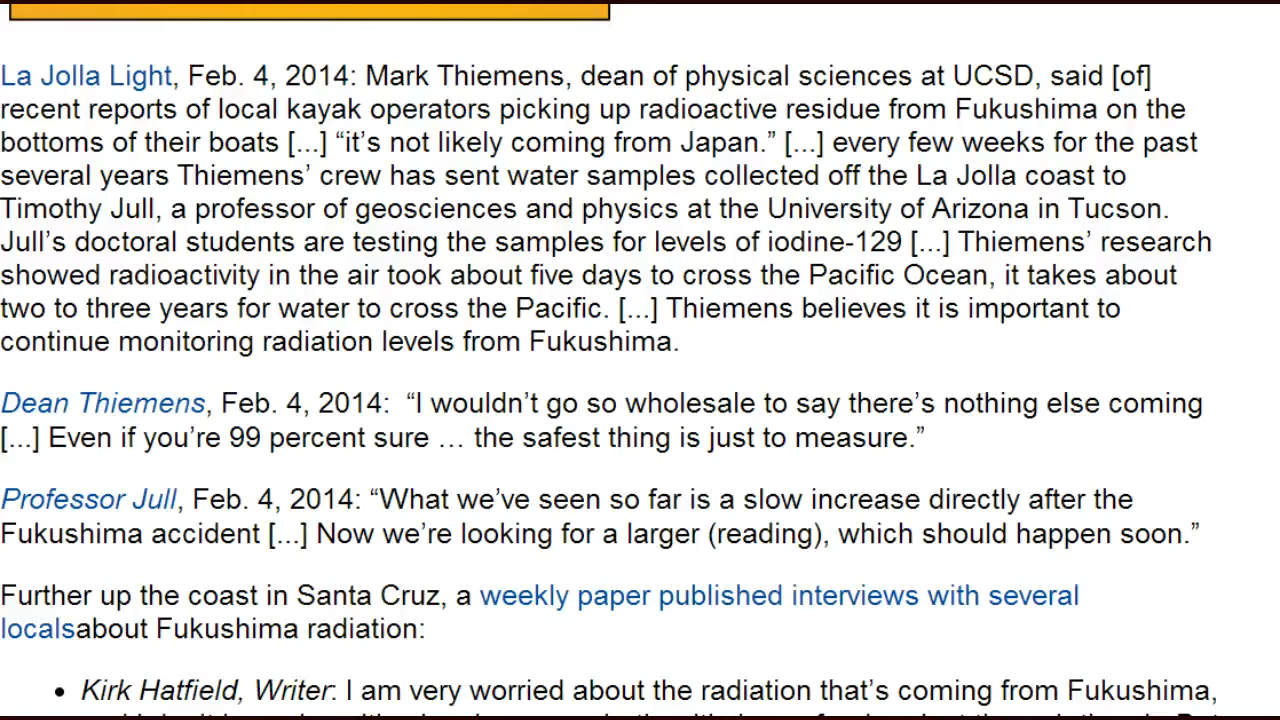 La Jolla Light, Feb. 4, 2014: Mark Thiemens, dean of physical sciences at UCSD, said [of]
recent reports of local kayak operators picking up radioactive residue from Fukushima on the
bottoms of their boats [...] “it’s not likely coming from Japan.” [...] every few weeks for the past
several years Thiemens’ crew has sent water samples collected off the La Jolla coast to
Timothy Jull, a professor of geosciences and physics at the University of Arizona in Tucson.
Jull’s doctoral students are testing the samples for levels of iodine-129 [...] Thiemens’ research
showed radioactivity in the air took about five days to cross the Pacific Ocean, it takes about
two to three years for water to cross the Pacific. [...] Thiemens believes it is important to
continue monitoring radiation levels from Fukushima.
Dean Thiemens, Feb. 4, 2014:  “I wouldn’t go so wholesale to say there’s nothing else coming
[...] Even if you’re 99 percent sure … the safest thing is just to measure.”
Professor Jull, Feb. 4, 2014: “What we’ve seen so far is a slow increase directly after the
Fukushima accident [...] Now we’re looking for a larger (reading), which should happen soon.”
Further up the coast in Santa Cruz, a weekly paper published interviews with several
localsabout Fukushima radiation:
• Kirk Hatfield, Writer: I am very worried about the radiation that’s coming from Fukushima,